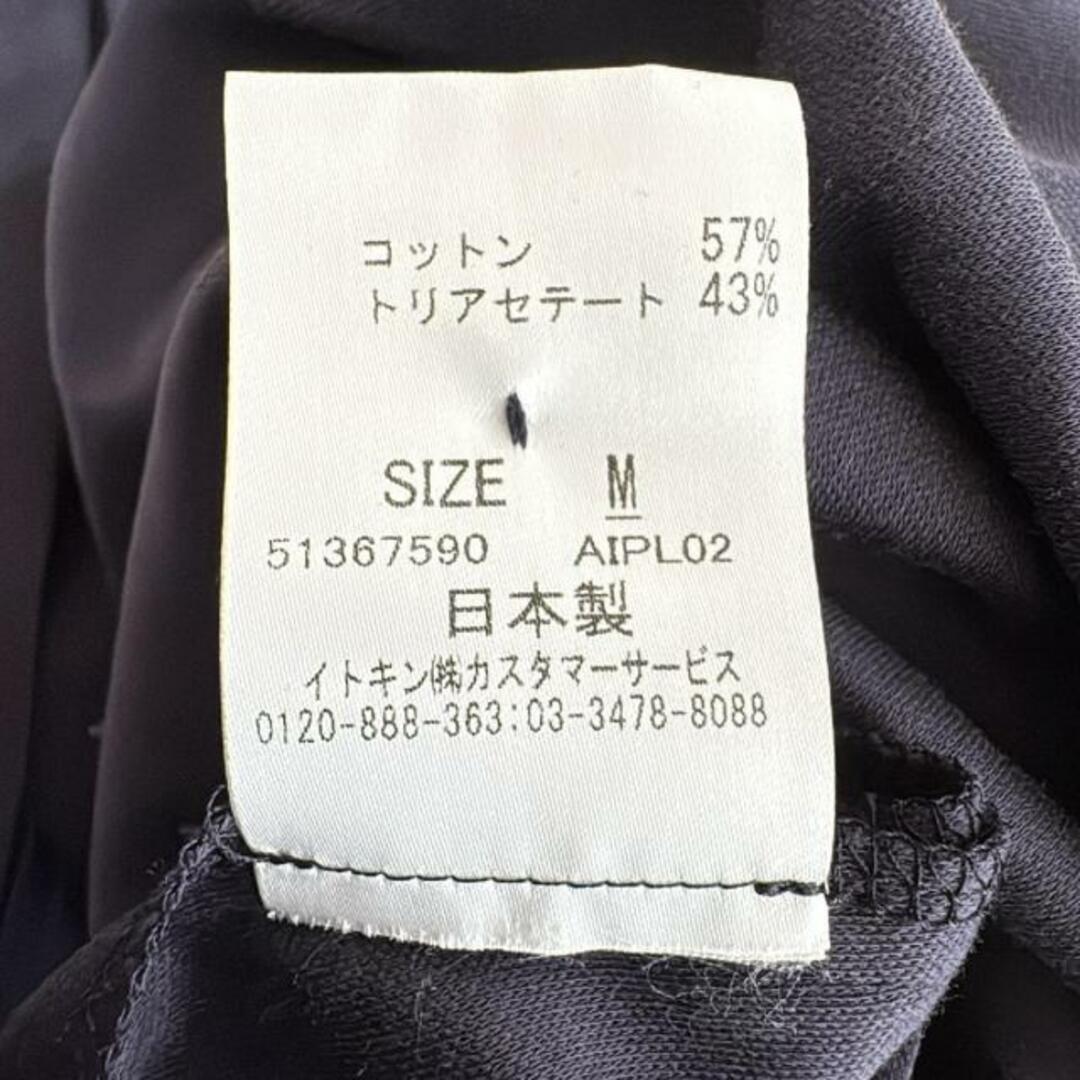 コットン 57%
トリアセテート 43%
SIZE M
51367590 AIPL02
日本製
イトキン㈱カスタマーサービス
0120-888-363:03-3478-8088